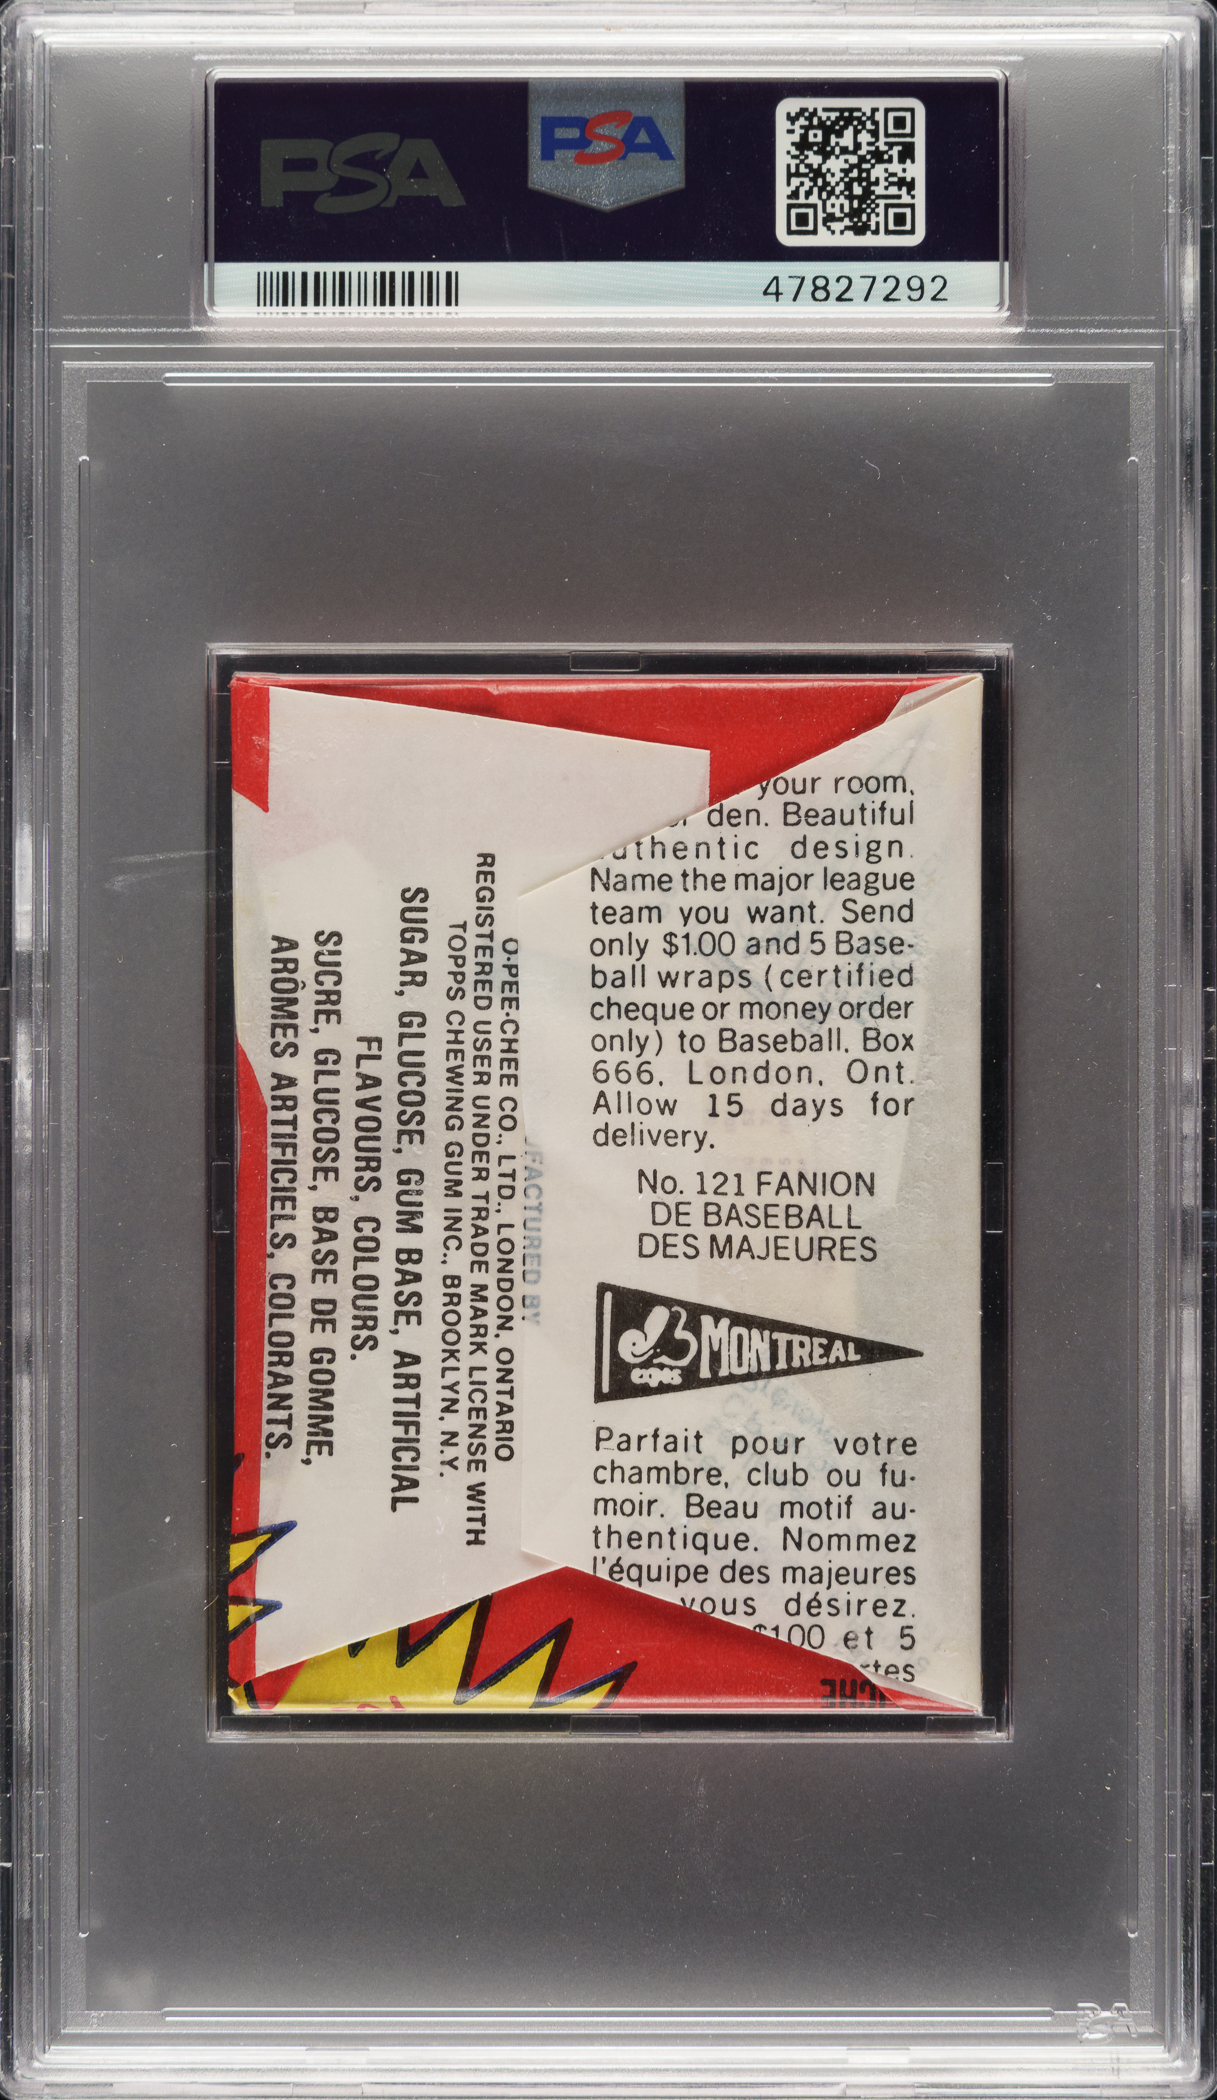 PSA
PSA
47827292
your room,
den. Beautiful
design.
Name the major league
team you want. Send
only $1.00 and 5 Base-
ball wraps (certified
cheque or money order
only) to Baseball, Box
666, London, Ont.
Allow 15 days for
delivery.
No. 121 FANION
DE BASEBALL
DES MAJEURES
expos MONTREAL
Parfait pour votre
chambre, club ou fu-
moir. Beau motif au-
thentique. Nommez
l'équipe des majeures
vous désirez.
$100 et 5
BY
O-PEE-CHEE CO., LTD., LONDON, ONTARIO
REGISTERED USER UNDER TRADE MARK LICENSE WITH
TOPPS CHEWING GUM INC., BROOKLYN, N.Y.
SUGAR, GLUCOSE, GUM BASE, ARTIFICIAL
FLAVOURS, COLOURS.
SUCRE, GLUCOSE, BASE DE GOMME,
ARÔMES ARTIFICIELS, COLORANTS.